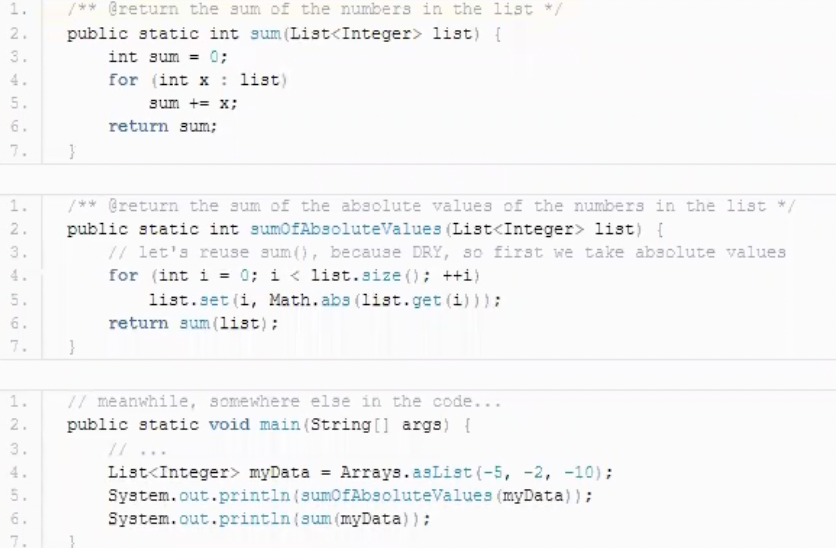 1. /** @return the sum of the numbers in the list */
2. public static int sum(List<Integer> list) {
3. int sum = 0;
4. for (int x : list)
5. sum += x;
6. return sum;
7. }
1. /** @return the sum of the absolute values of the numbers in the list */
2. public static int sumOfAbsoluteValues(List<Integer> list) {
3. // let's reuse sum(), because DRY, so first we take absolute values
4. for (int i = 0; i < list.size(); ++i)
5. list.set(i, Math.abs(list.get(i)));
6. return sum(list);
7. }
1. // meanwhile, somewhere else in the code...
2. public static void main(String[] args) {
3. // ...
4. List<Integer> myData = Arrays.asList(-5, -2, -10);
5. System.out.println(sumOfAbsoluteValues(myData));
6. System.out.println(sum(myData));
7. }